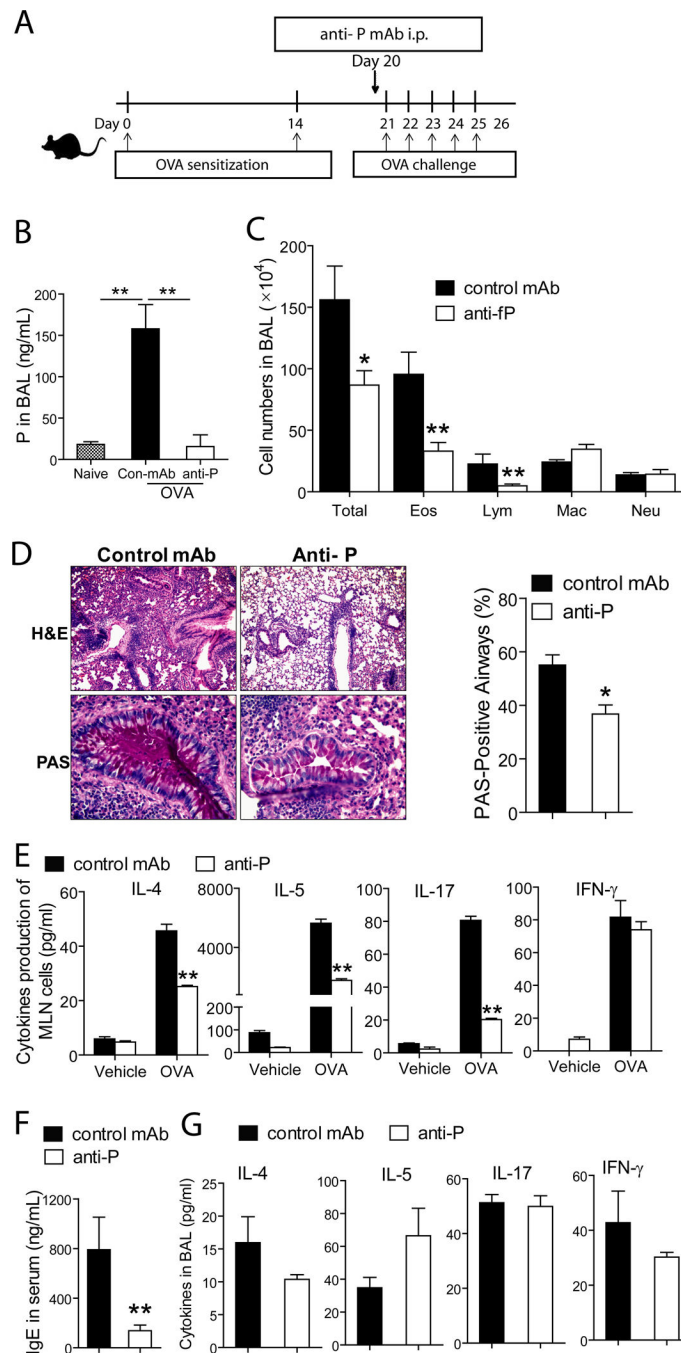 A
anti- P mAb i.p.
Day 20
Day 0 14 21 22 23 24 25 26
OVA sensitization OVA challenge
B
P in BAL (ng/mL)
200
150
100
50
0
** **
Naive Con-mAb anti-P
OVA
C
Cell numbers in BAL (×10⁴)
200
150
100
50
0
control mAb
anti-fP
*
**
**
Total Eos Lym Mac Neu
D
Control mAb Anti- P
H&E
PAS
PAS-Positive Airways (%)
80
60
40
20
0
control mAb
anti-P
*
E
control mAb anti-P
Cytokines production of
MLN cells (pg/ml)
IL-4
60
40
20
0
**
Vehicle OVA
IL-5
8000
4000
100
0
200
**
Vehicle OVA
IL-17
100
80
60
40
20
0
**
Vehicle OVA
IFN-γ
100
80
60
40
20
0
Vehicle OVA
F
control mAb
anti-P
IgE in serum (ng/mL)
1200
800
400
0
**
G
control mAb anti-P
Cytokines in BAL (pg/ml)
IL-4
25
20
15
10
5
0
IL-5
100
80
60
40
20
0
IL-17
60
40
20
0
IFN-γ
60
40
20
0